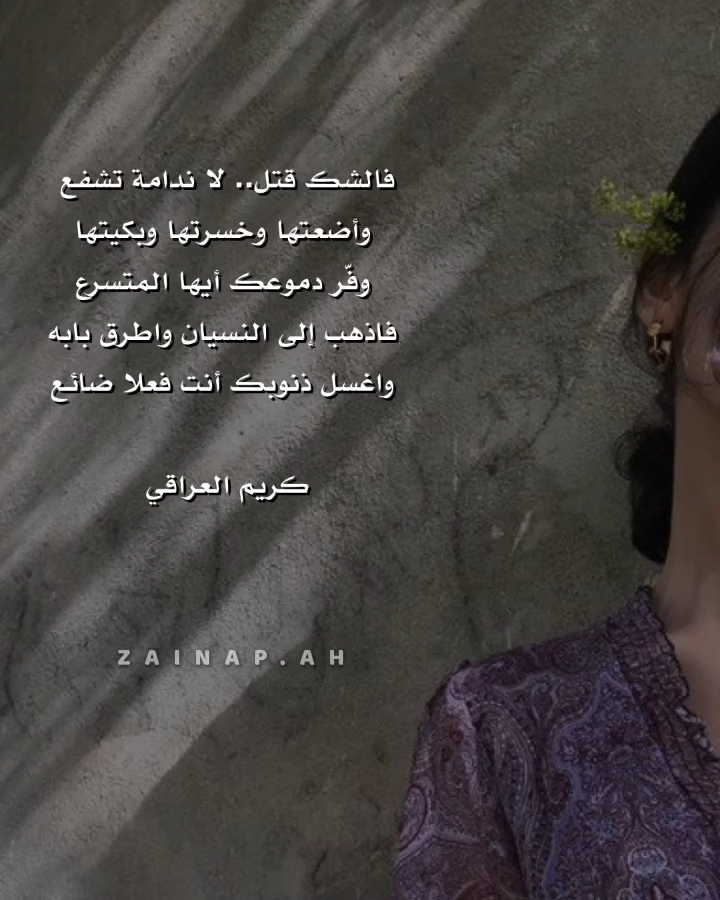 فالشك قتل.. لا ندامة تشفع
وأضعتها وخسرتها وبكيتها
وفّر دموعك أيها المتسرع
فاذهب إلى النسيان واطرق بابه
واغسل ذنوبك أنت فعلا ضائع
كريم العراقي
ZAINAP.AH